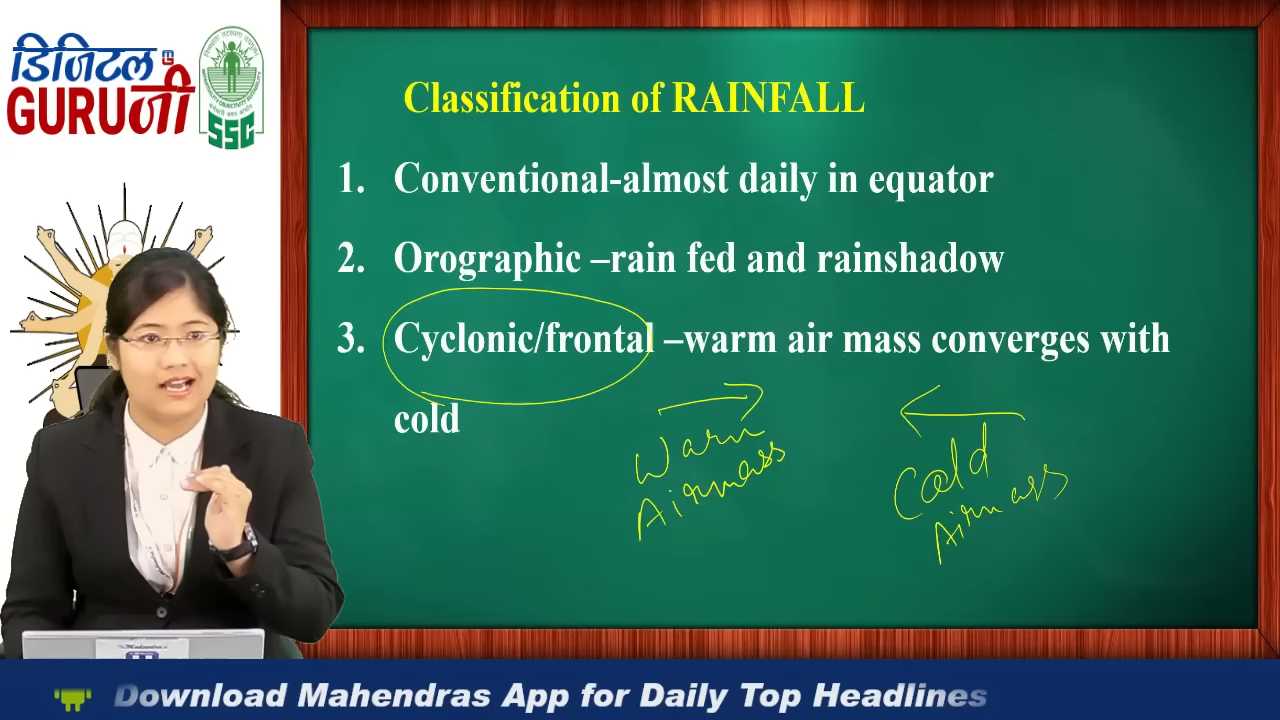 डिजिटल
GURUजी
SSC
Classification of RAINFALL
1. Conventional-almost daily in equator
2. Orographic –rain fed and rainshadow
3. Cyclonic/frontal –warm air mass converges with
cold
Warm
Airmass
Cold
Airmass
Download Mahendras App for Daily Top Headlines